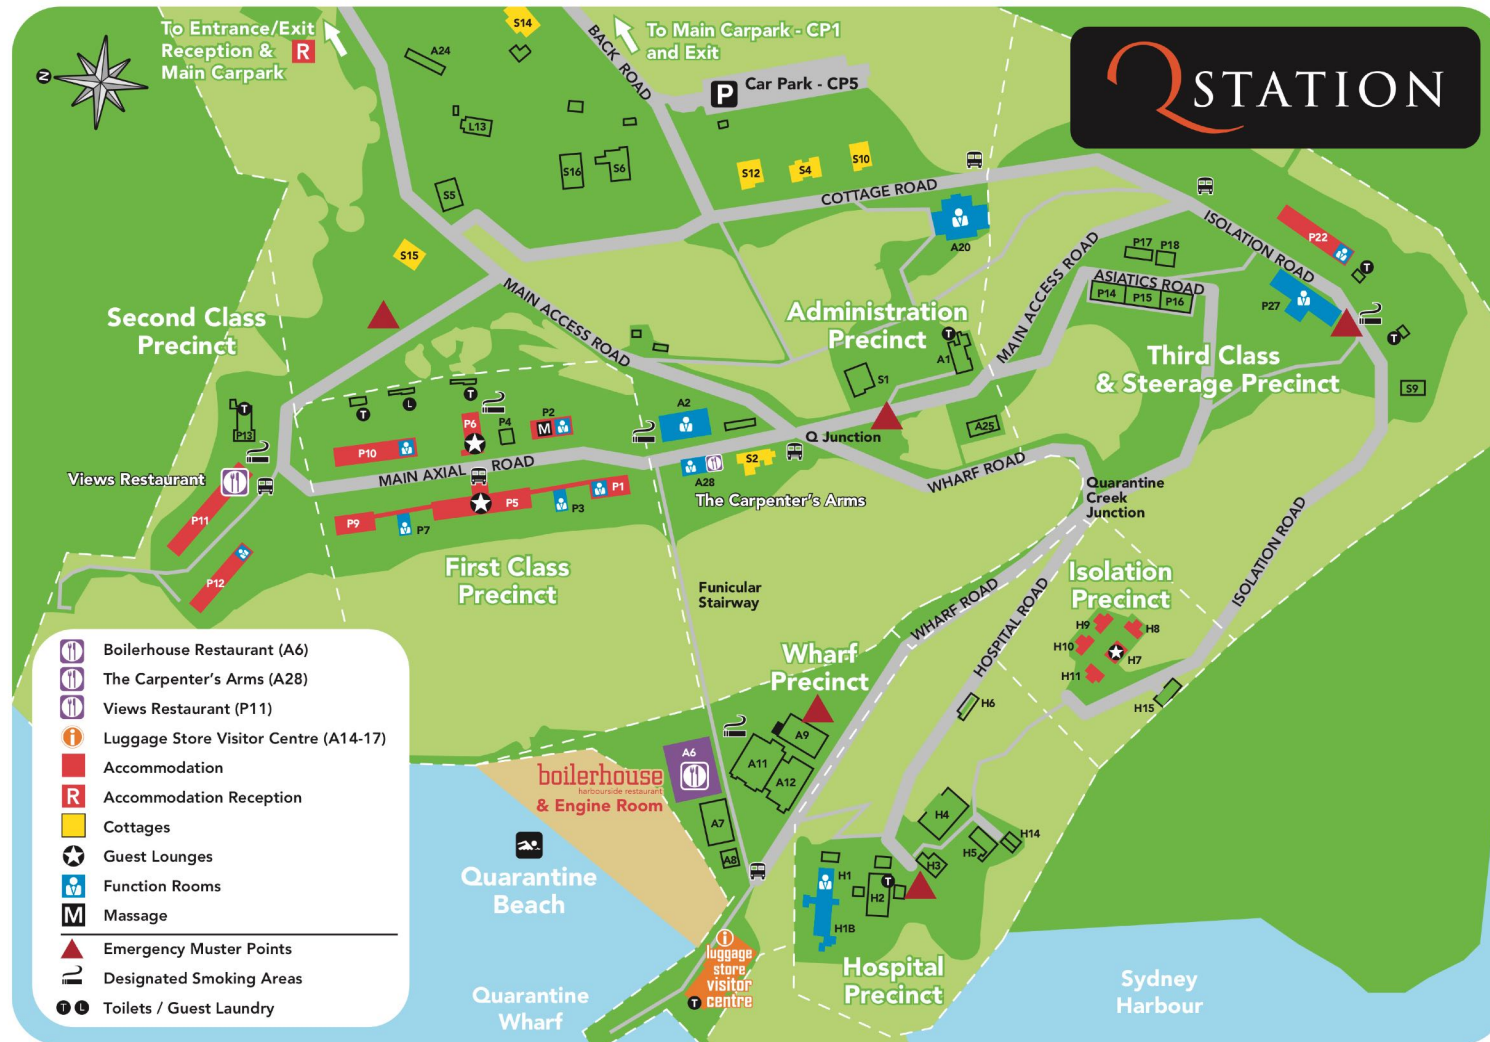 To Entrance/Exit
Reception & R
Main Carpark
N
S14
A24
BACK ROAD
To Main Carpark - CP1
and Exit
P Car Park - CP5
QSTATION
L13
S16
S6
S5
S12
S4
S10
COTTAGE ROAD
A20
S15
MAIN ACCESS ROAD
ISOLATION ROAD
P22
T
P17
P18
ASIATICS ROAD
P14
P15
P16
P27
T
S9
MAIN ACCESS ROAD
Second Class
Precinct
Administration
Precinct
T
A1
S1
A25
Third Class
& Steerage Precinct
T
P13
T
L
T
P6
P4
P2
M
A2
P10
MAIN AXIAL ROAD
Q Junction
A28
S2
The Carpenter's Arms
WHARF ROAD
Quarantine
Creek
Junction
Views Restaurant
P11
P12
P9
P7
P5
P3
P1
First Class
Precinct
Funicular
Stairway
WHARF ROAD
HOSPITAL ROAD
ISOLATION ROAD
Isolation
Precinct
H9
H8
H10
H7
H11
H15
H6
Wharf
Precinct
A9
A11
A12
A6
boilerhouse
harbourside restaurant
& Engine Room
A7
A8
H4
H5
H14
H3
H1
T
H2
H1B
Hospital
Precinct
Quarantine
Beach
Quarantine
Wharf
i
luggage
store
visitor
T centre
Sydney
Harbour
Boilerhouse Restaurant (A6)
The Carpenter's Arms (A28)
Views Restaurant (P11)
i Luggage Store Visitor Centre (A14-17)
Accommodation
R Accommodation Reception
Cottages
Guest Lounges
Function Rooms
M Massage
Emergency Muster Points
Designated Smoking Areas
T L Toilets / Guest Laundry